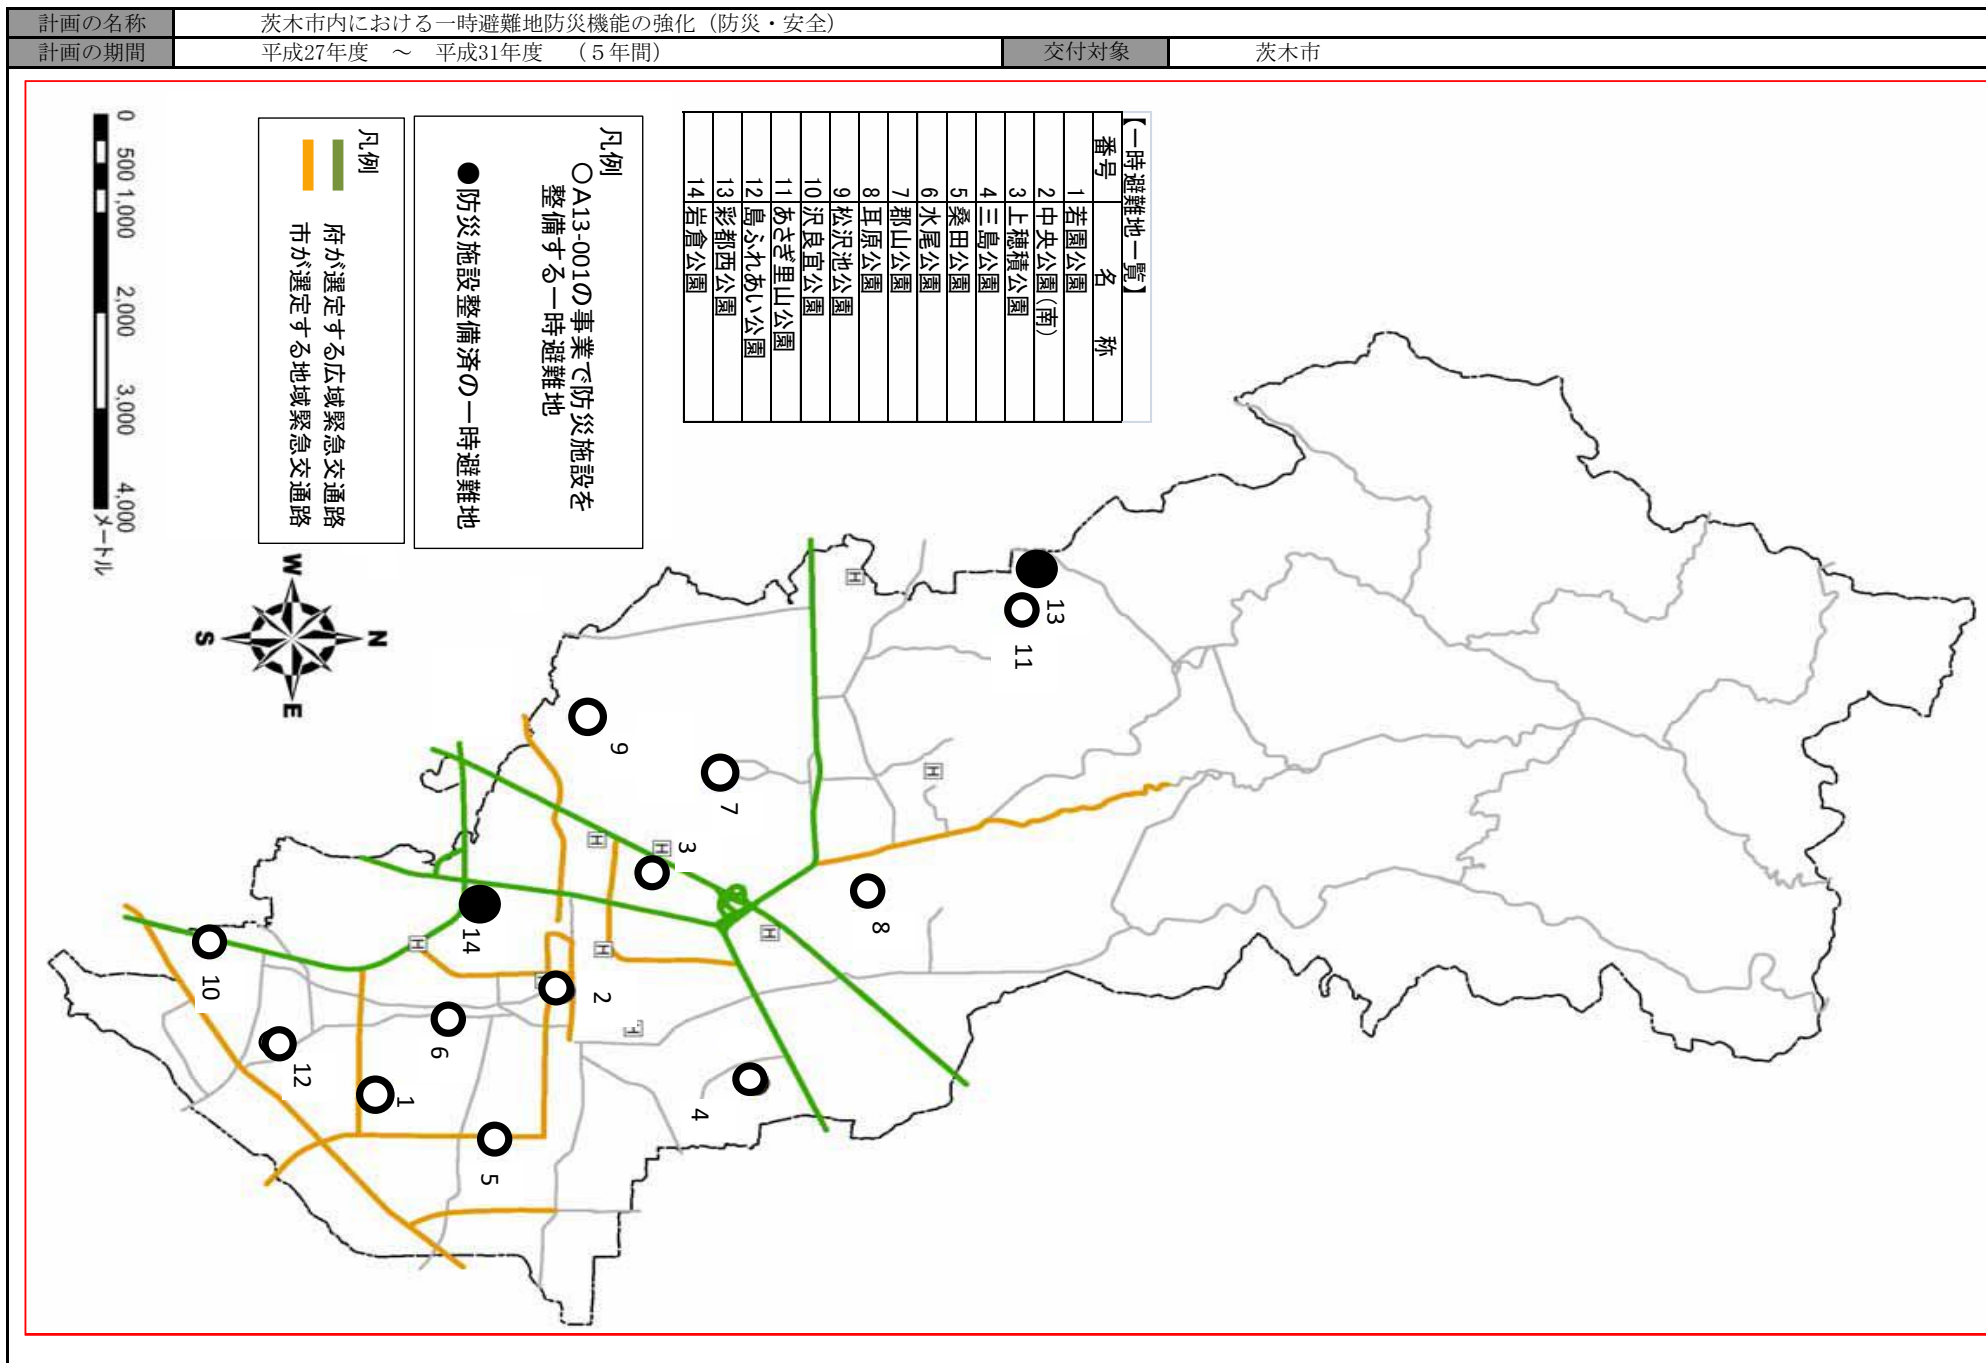 計画の名称 茨木市内における一時避難地防災機能の強化（防災・安全）
計画の期間 平成27年度 ～ 平成31年度 （５年間） 交付対象 茨木市
【一時避難地一覧】
番号 名 称
1 若園公園
2 中央公園(南)
3 上穂積公園
4 三島公園
5 桑田公園
6 水尾公園
7 郡山公園
8 耳原公園
9 松沢池公園
10 沢良宜公園
11 あさぎ里山公園
12 島ふれあい公園
13 彩都西公園
14 岩倉公園
凡例
○A13-001の事業で防災施設を
整備する一時避難地
●防災施設整備済の一時避難地
凡例
府が選定する広域緊急交通路
市が選定する地域緊急交通路
0 500 1,000 2,000 3,000 4,000
メートル
W
N
S
E
13
11
9
7
3
8
14
10
2
6
12
1
4
5
H
H
H
H
H
H
H
H
H